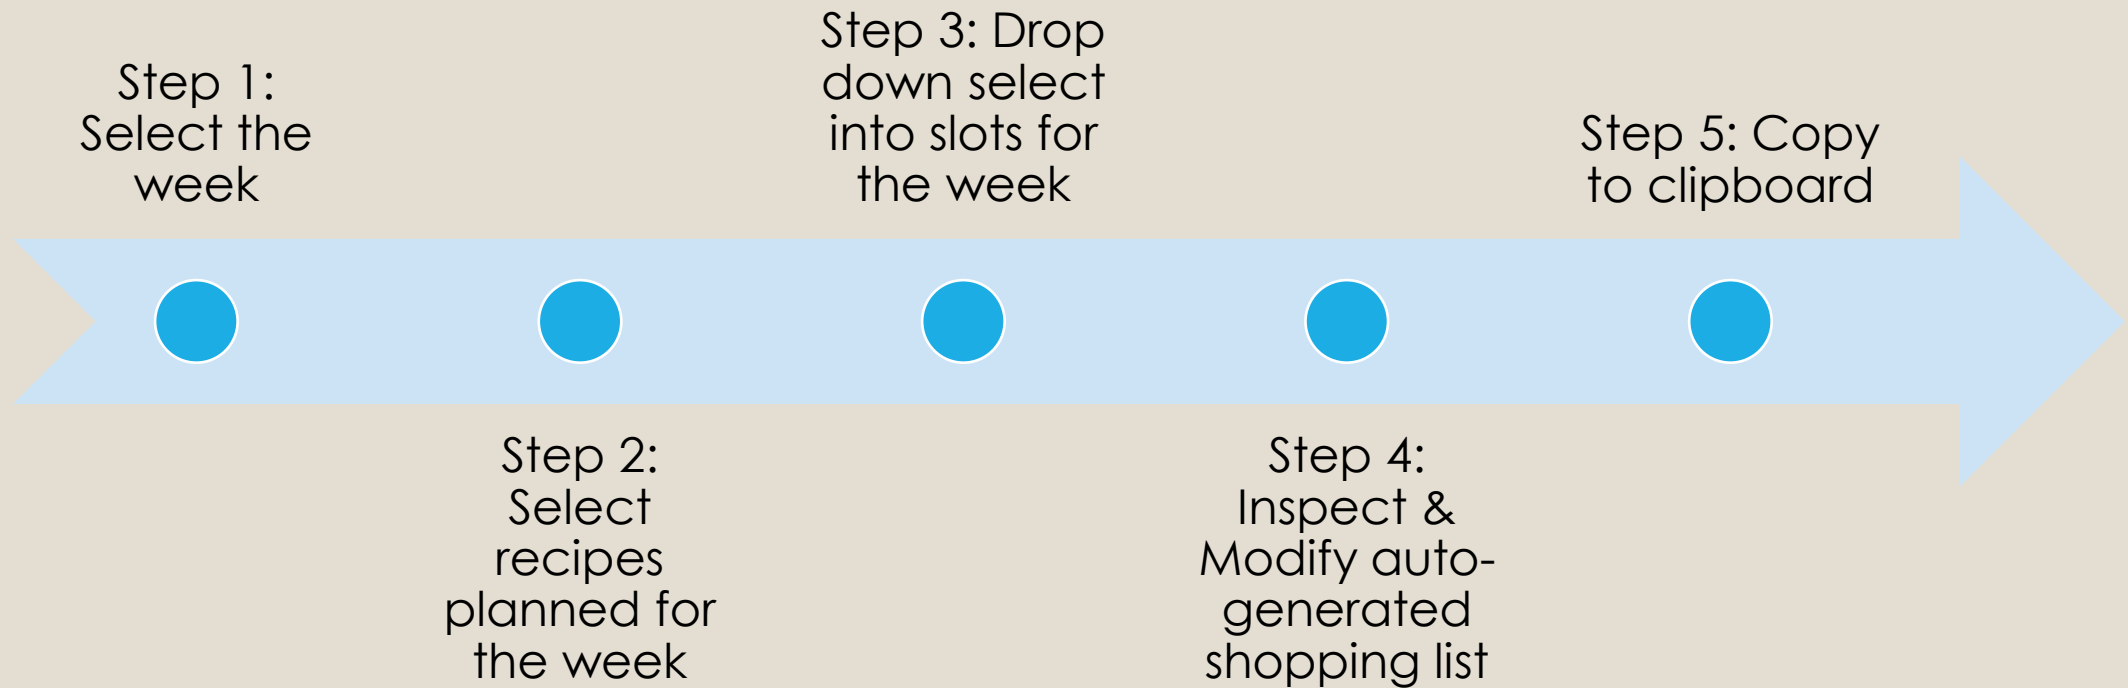 Step 1:
Select the
week
Step 2:
Select
recipes
planned for
the week
Step 3: Drop
down select
into slots for
the week
Step 4:
Inspect &
Modify auto-
generated
shopping list
Step 5: Copy
to clipboard